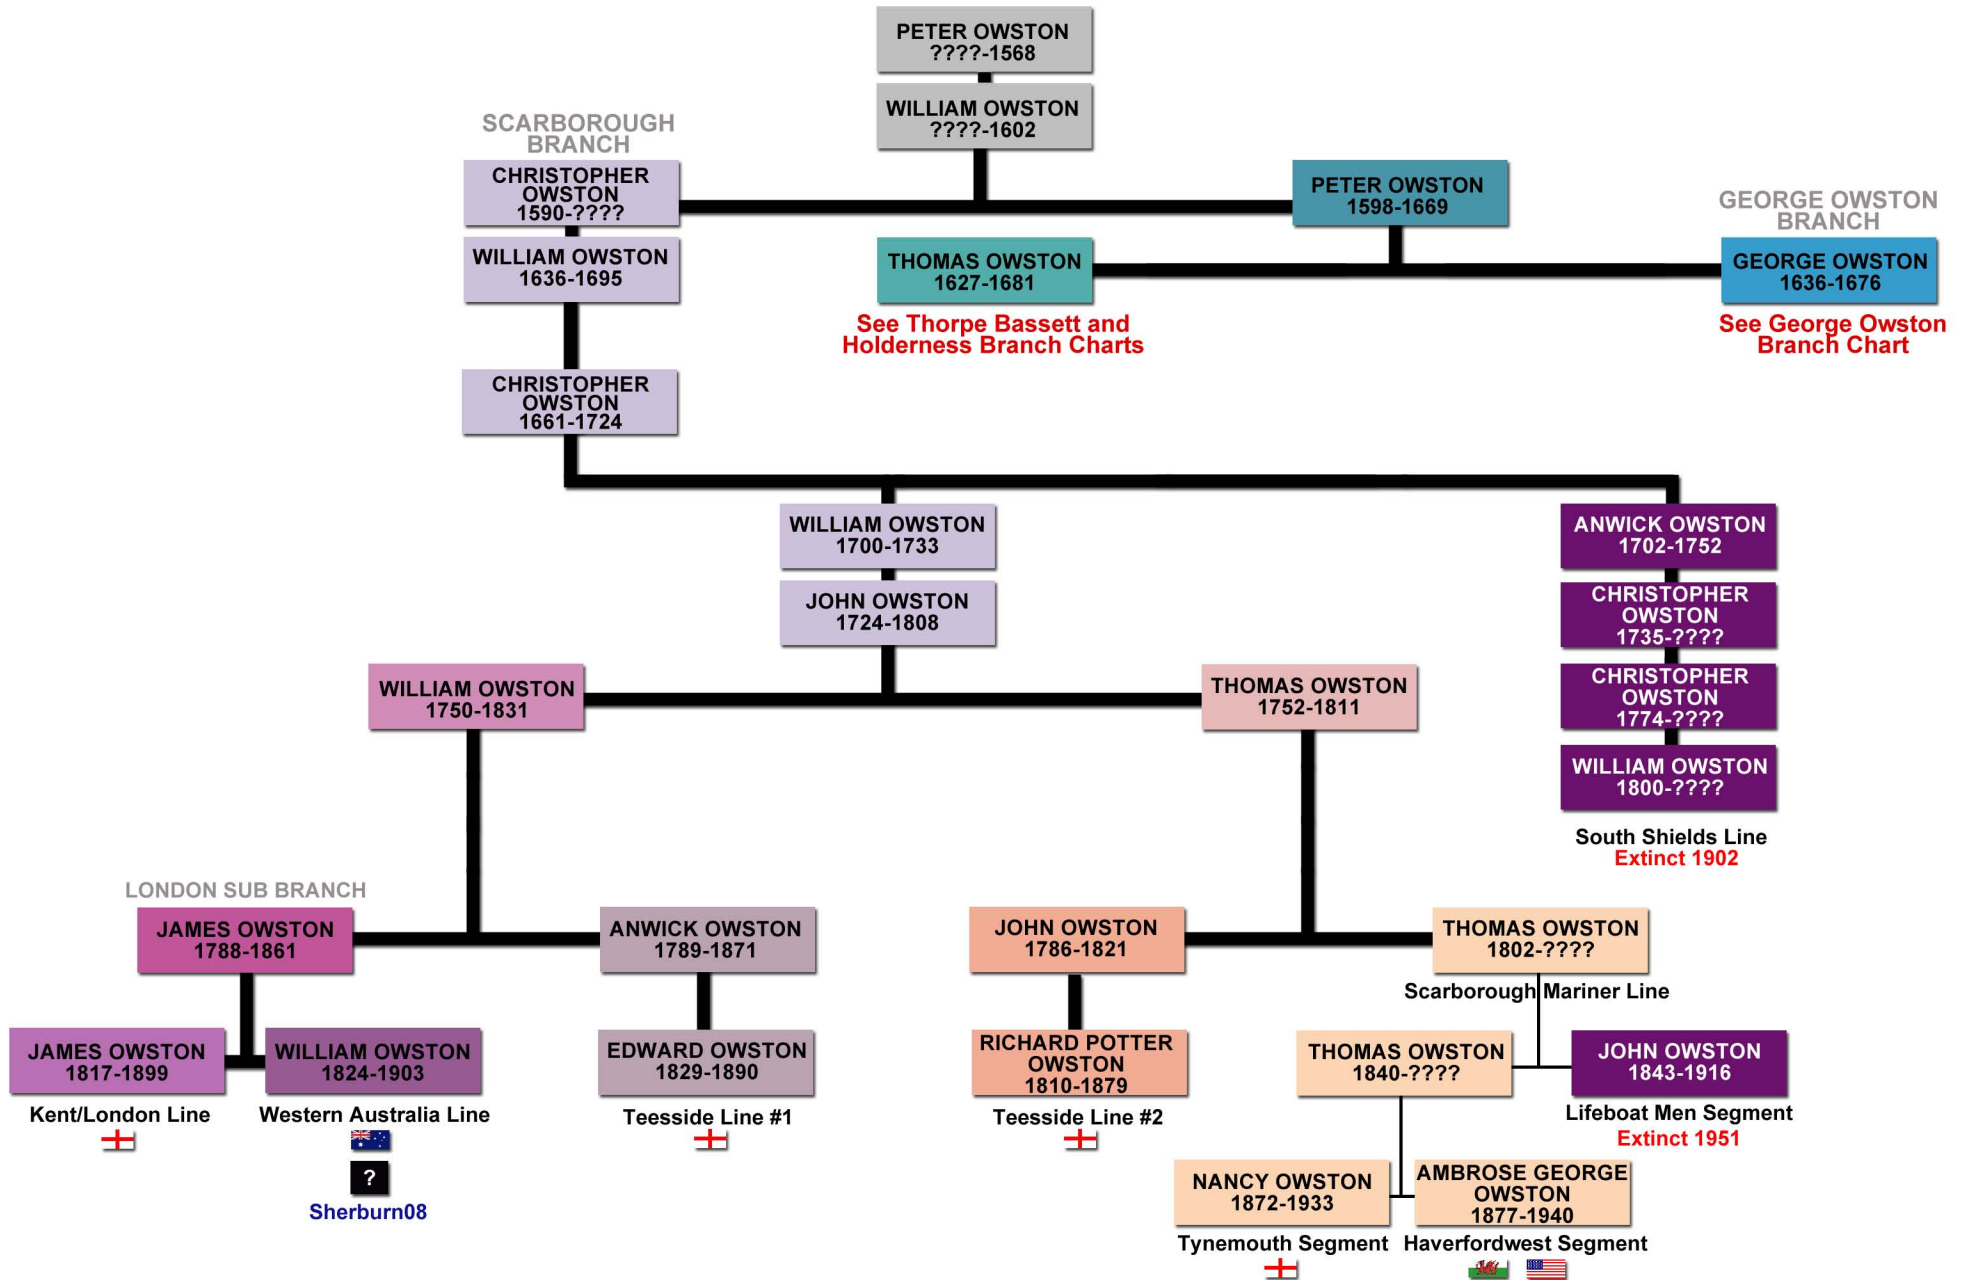 PETER OWSTON
????-1568
WILLIAM OWSTON
????-1602
SCARBOROUGH
BRANCH
CHRISTOPHER
OWSTON
1590-????
PETER OWSTON
1598-1669
GEORGE OWSTON
BRANCH
WILLIAM OWSTON
1636-1695
THOMAS OWSTON
1627-1681
GEORGE OWSTON
1636-1676
See Thorpe Bassett and
Holderness Branch Charts
See George Owston
Branch Chart
CHRISTOPHER
OWSTON
1661-1724
WILLIAM OWSTON
1700-1733
ANWICK OWSTON
1702-1752
JOHN OWSTON
1724-1808
CHRISTOPHER
OWSTON
1735-????
WILLIAM OWSTON
1750-1831
THOMAS OWSTON
1752-1811
CHRISTOPHER
OWSTON
1774-????
WILLIAM OWSTON
1800-????
South Shields Line
Extinct 1902
LONDON SUB BRANCH
JAMES OWSTON
1788-1861
ANWICK OWSTON
1789-1871
JOHN OWSTON
1786-1821
THOMAS OWSTON
1802-????
Scarborough Mariner Line
JAMES OWSTON
1817-1899
WILLIAM OWSTON
1824-1903
EDWARD OWSTON
1829-1890
RICHARD POTTER
OWSTON
1810-1879
THOMAS OWSTON
1840-????
JOHN OWSTON
1843-1916
Kent/London Line
Western Australia Line
Teesside Line #1
Teesside Line #2
Lifeboat Men Segment
Extinct 1951
?
Sherburn08
NANCY OWSTON
1872-1933
AMBROSE GEORGE
OWSTON
1877-1940
Tynemouth Segment
Haverfordwest Segment